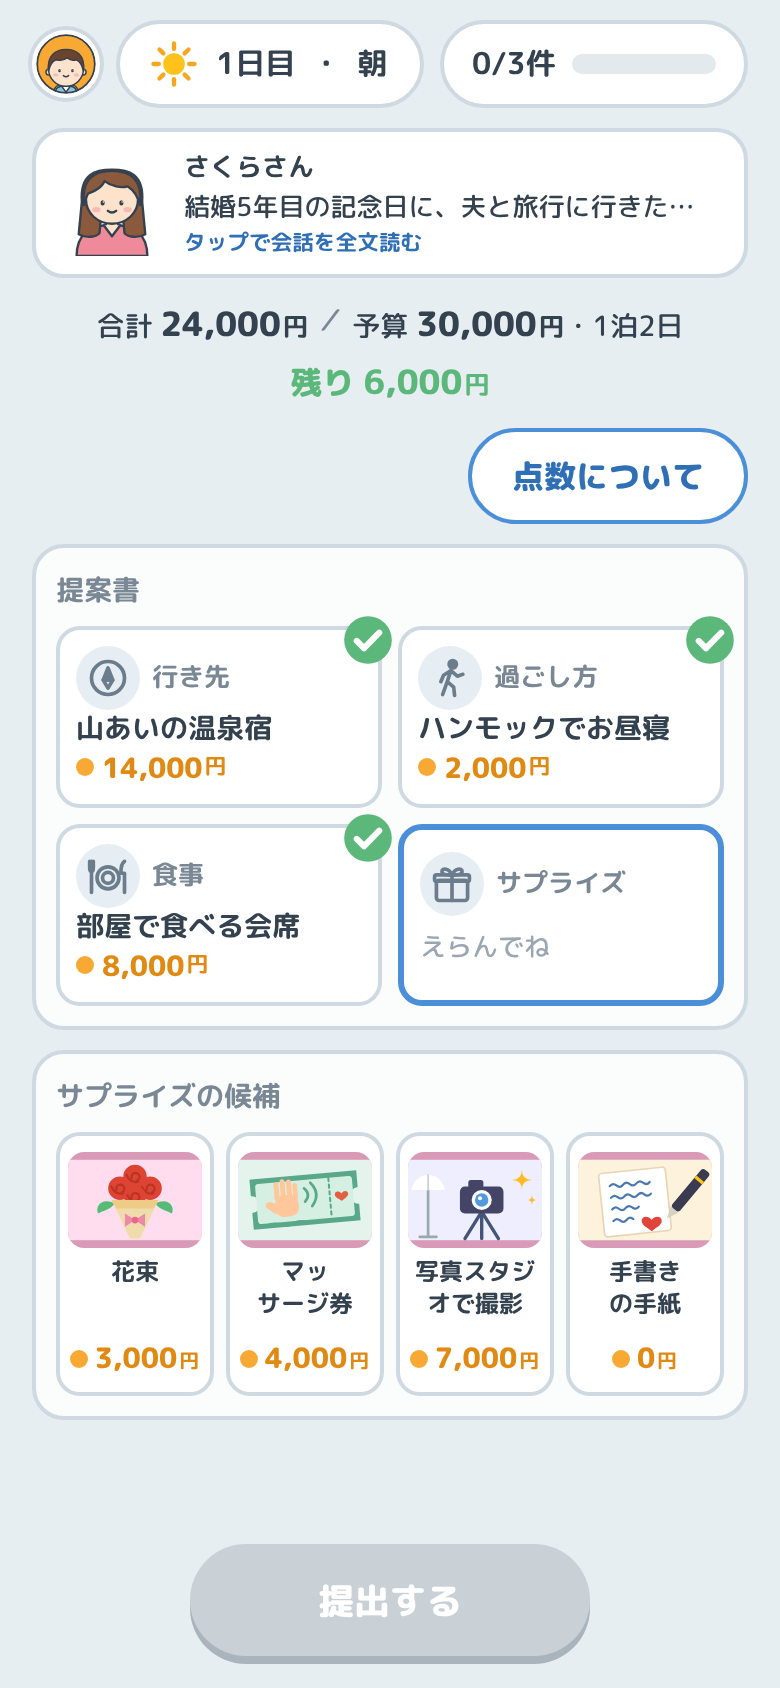 1日目 ・ 朝
0/3件
さくらさん
結婚5年目の記念日に、夫と旅行に行きた…
タップで会話を全文読む
合計 24,000円 / 予算 30,000円・1泊2日
残り 6,000円
点数について
提案書
行き先
山あいの温泉宿
14,000円
過ごし方
ハンモックでお昼寝
2,000円
食事
部屋で食べる会席
8,000円
サプライズ
えらんでね
サプライズの候補
花束
3,000円
マッ
サージ券
4,000円
写真スタジ
オで撮影
7,000円
手書き
の手紙
0円
提出する